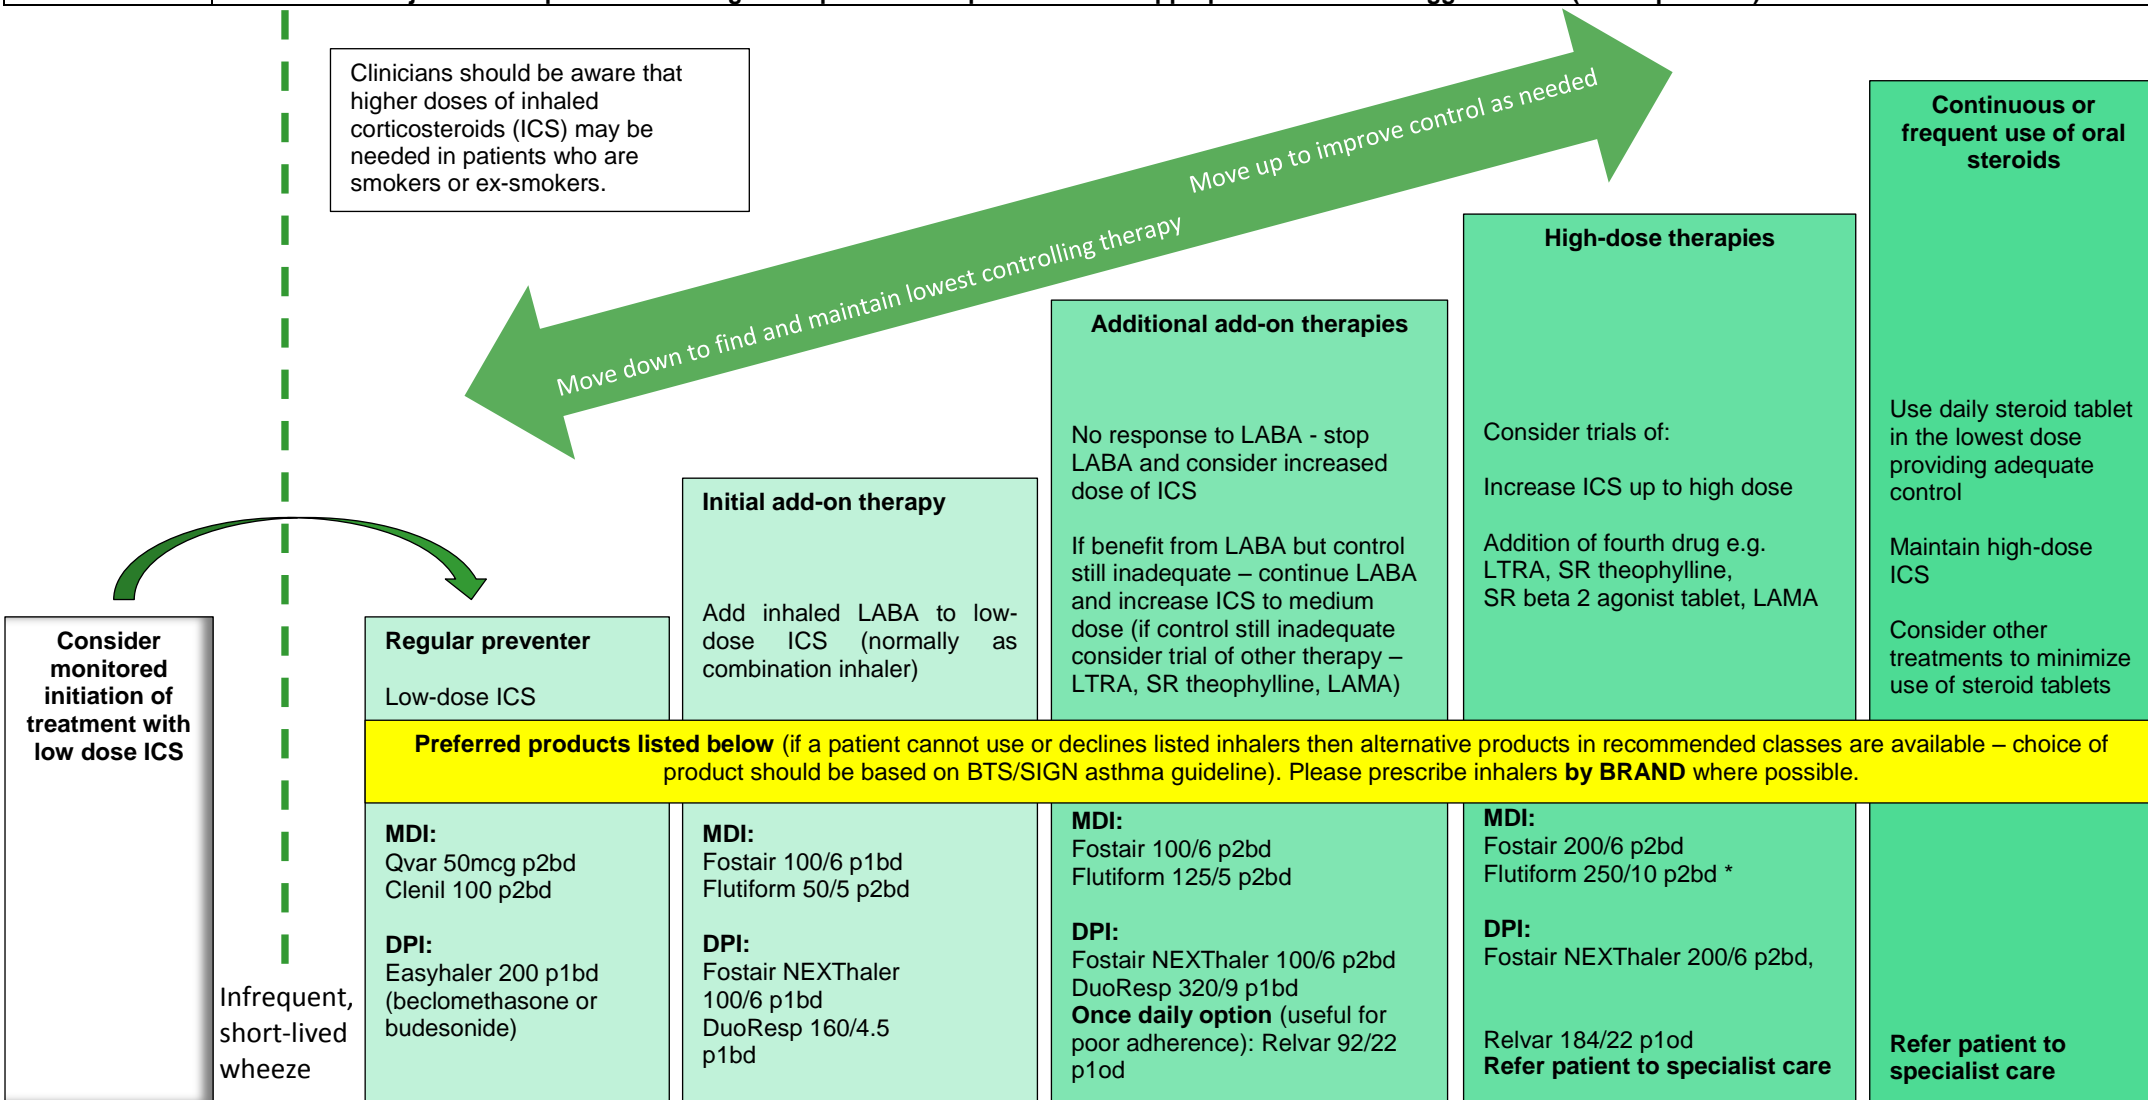 Clinicians should be aware that
higher doses of inhaled
corticosteroids (ICS) may be
needed in patients who are
smokers or ex-smokers.
Move up to improve control as needed
Move down to find and maintain lowest controlling therapy
Consider
monitored
initiation of
treatment with
low dose ICS
Infrequent,
short-lived
wheeze
Regular preventer
Low-dose ICS
Initial add-on therapy
Add inhaled LABA to low-
dose ICS (normally as
combination inhaler)
Additional add-on therapies
No response to LABA - stop
LABA and consider increased
dose of ICS
If benefit from LABA but control
still inadequate – continue LABA
and increase ICS to medium
dose (if control still inadequate
consider trial of other therapy –
LTRA, SR theophylline, LAMA)
High-dose therapies
Consider trials of:
Increase ICS up to high dose
Addition of fourth drug e.g.
LTRA, SR theophylline,
SR beta 2 agonist tablet, LAMA
Continuous or
frequent use of oral
steroids
Use daily steroid tablet
in the lowest dose
providing adequate
control
Maintain high-dose
ICS
Consider other
treatments to minimize
use of steroid tablets
Preferred products listed below (if a patient cannot use or declines listed inhalers then alternative products in recommended classes are available – choice of
product should be based on BTS/SIGN asthma guideline). Please prescribe inhalers by BRAND where possible.
MDI:
Qvar 50mcg p2bd
Clenil 100 p2bd
DPI:
Easyhaler 200 p1bd
(beclomethasone or
budesonide)
MDI:
Fostair 100/6 p1bd
Flutiform 50/5 p2bd
DPI:
Fostair NEXThaler
100/6 p1bd
DuoResp 160/4.5
p1bd
MDI:
Fostair 100/6 p2bd
Flutiform 125/5 p2bd
DPI:
Fostair NEXThaler 100/6 p2bd
DuoResp 320/9 p1bd
Once daily option (useful for
poor adherence): Relvar 92/22
p1od
MDI:
Fostair 200/6 p2bd
Flutiform 250/10 p2bd *
DPI:
Fostair NEXThaler 200/6 p2bd,
Relvar 184/22 p1od
Refer patient to specialist care
Refer patient to
specialist care